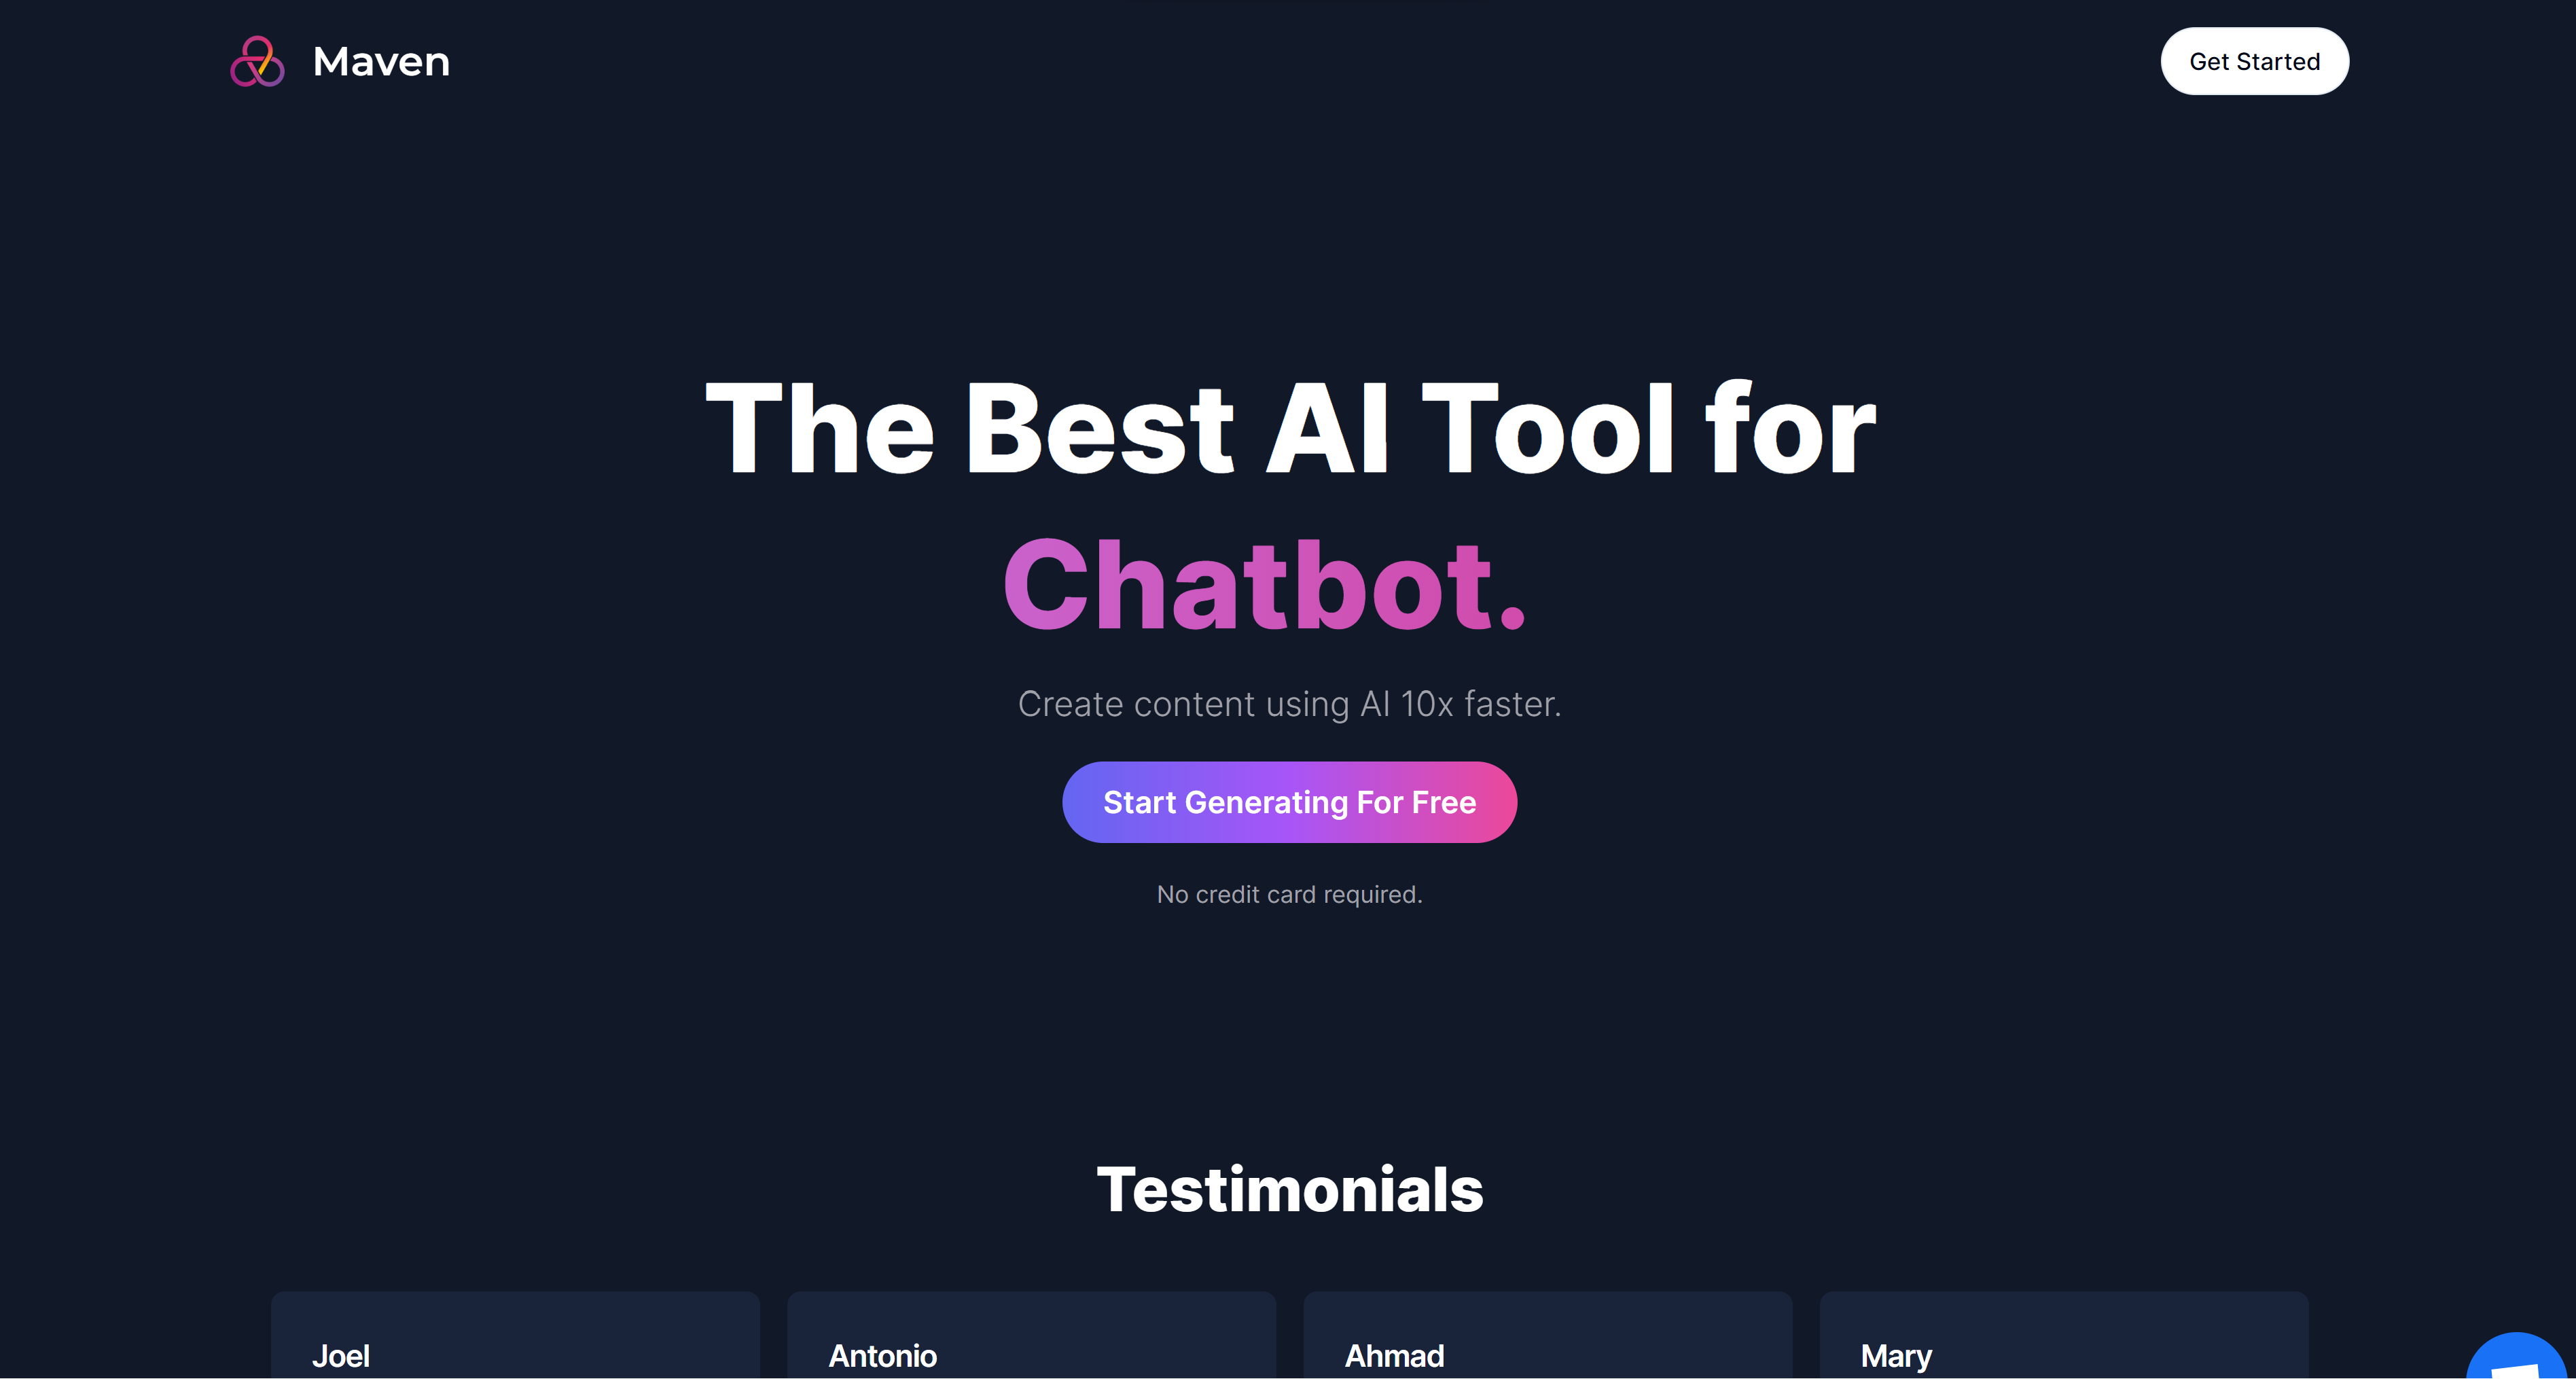 Maven
Get Started
The Best AI Tool for
Chatbot.
Create content using AI 10x faster.
Start Generating For Free
No credit card required.
Testimonials
Joel
Antonio
Ahmad
Mary